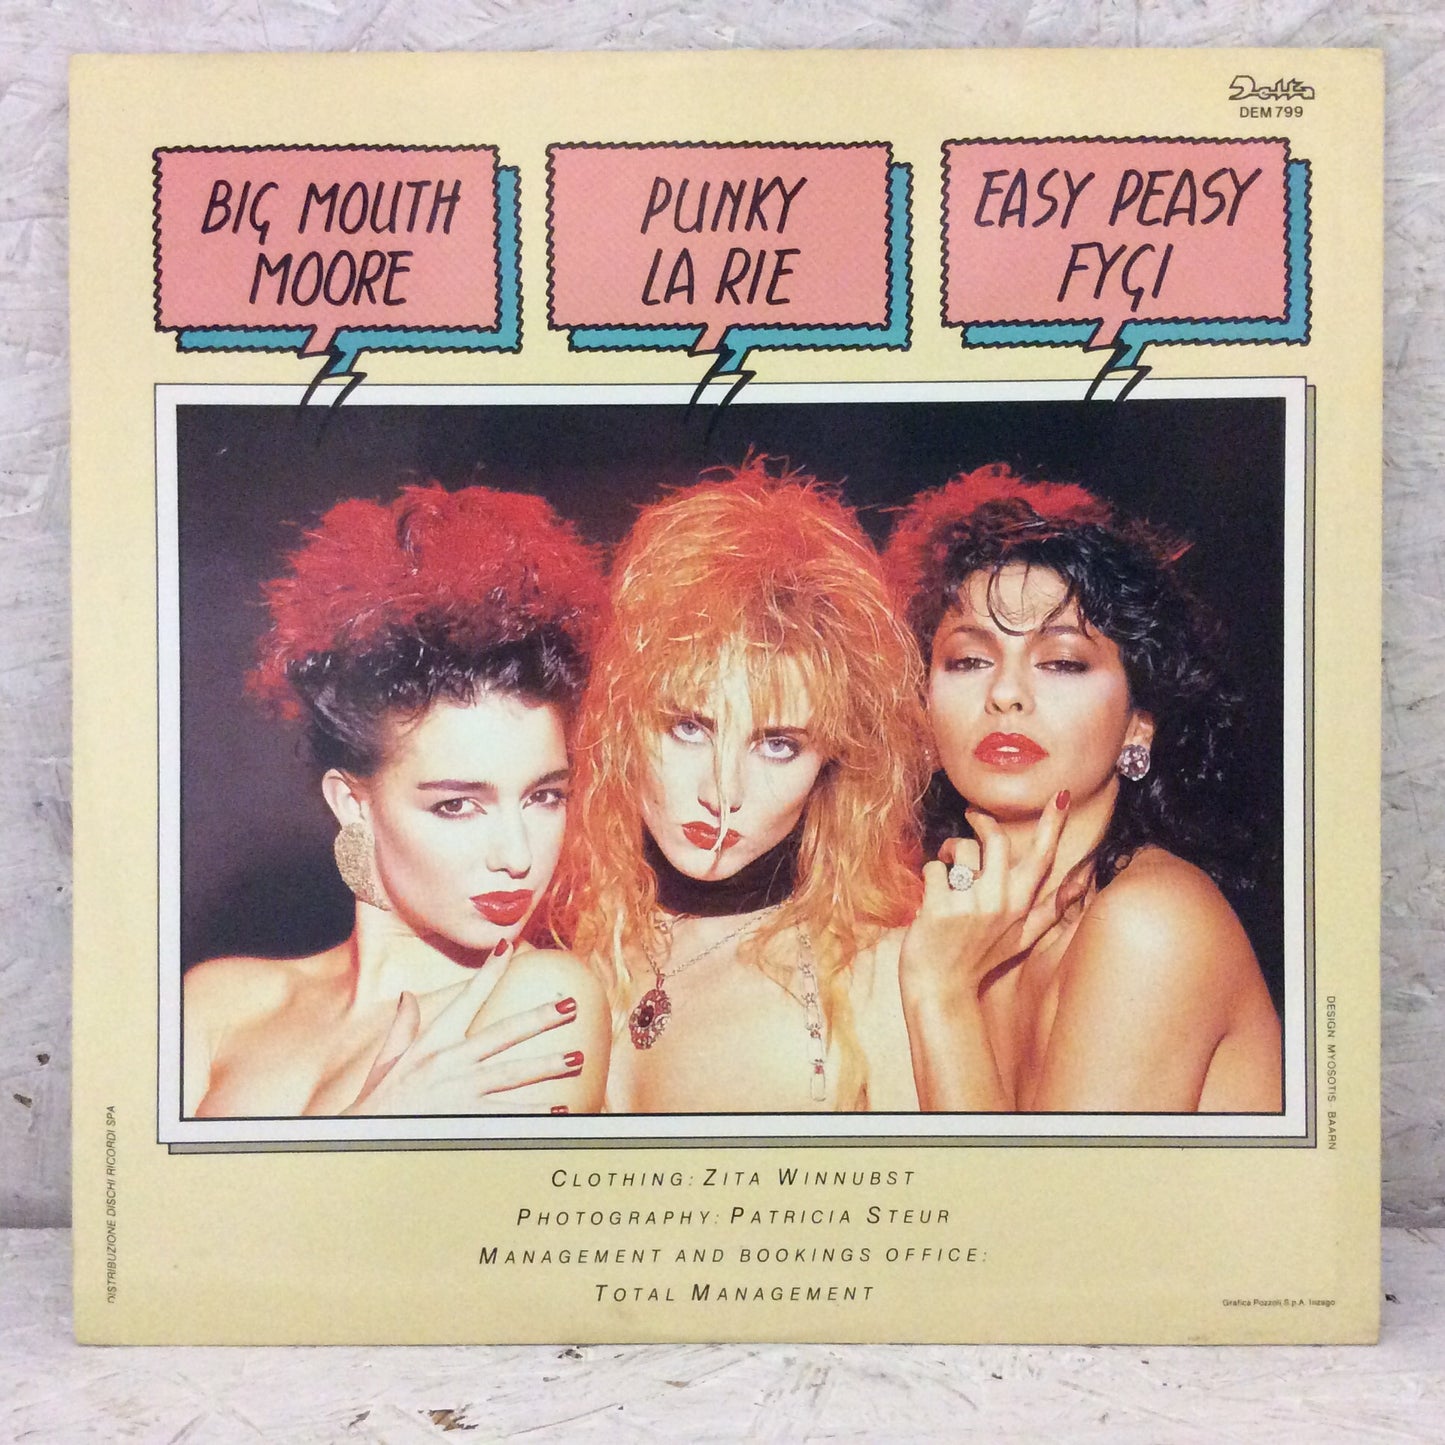 Delta
DEM 799
BIG MOUTH
MOORE
PUNKY
LA RIE
EASY PEASY
FYGI
DESIGN: MYOSOTIS - BAARN
DISTRIBUZIONE DISCHI RICORDI SPA
CLOTHING: ZITA WINNUBST
PHOTOGRAPHY: PATRICIA STEUR
MANAGEMENT AND BOOKINGS OFFICE:
TOTAL MANAGEMENT
Grafica Pozzoli S.p.A. Inzago